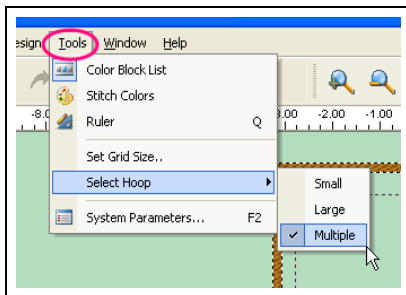 esign Tools Window Help
Color Block List
Stitch Colors
Ruler Q
-8.0 3.00 -2.00 -1.00
Set Grid Size..
Select Hoop
System Parameters... F2
Small
Large
Multiple